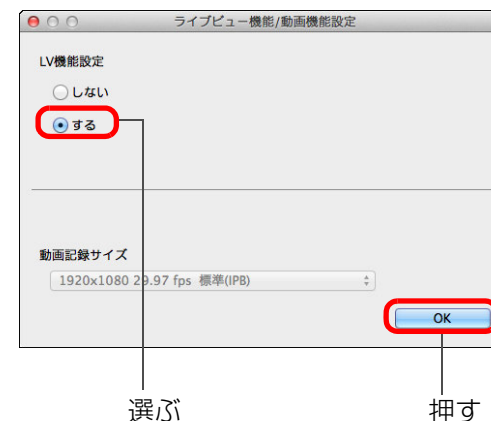 ライブビュー機能/動画機能設定
LV機能設定
しない
する
動画記録サイズ
1920x1080 29.97 fps 標準(IPB)
OK
選ぶ
押す